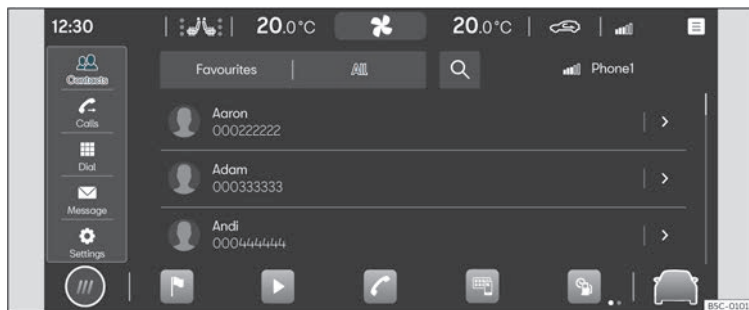 12:30
20.0°C
20.0°C
Contacts
Favourites
All
Phone1
Calls
Dial
Message
Settings
Aaron
000222222
Adam
000333333
Andi
000444444
B5C-0101